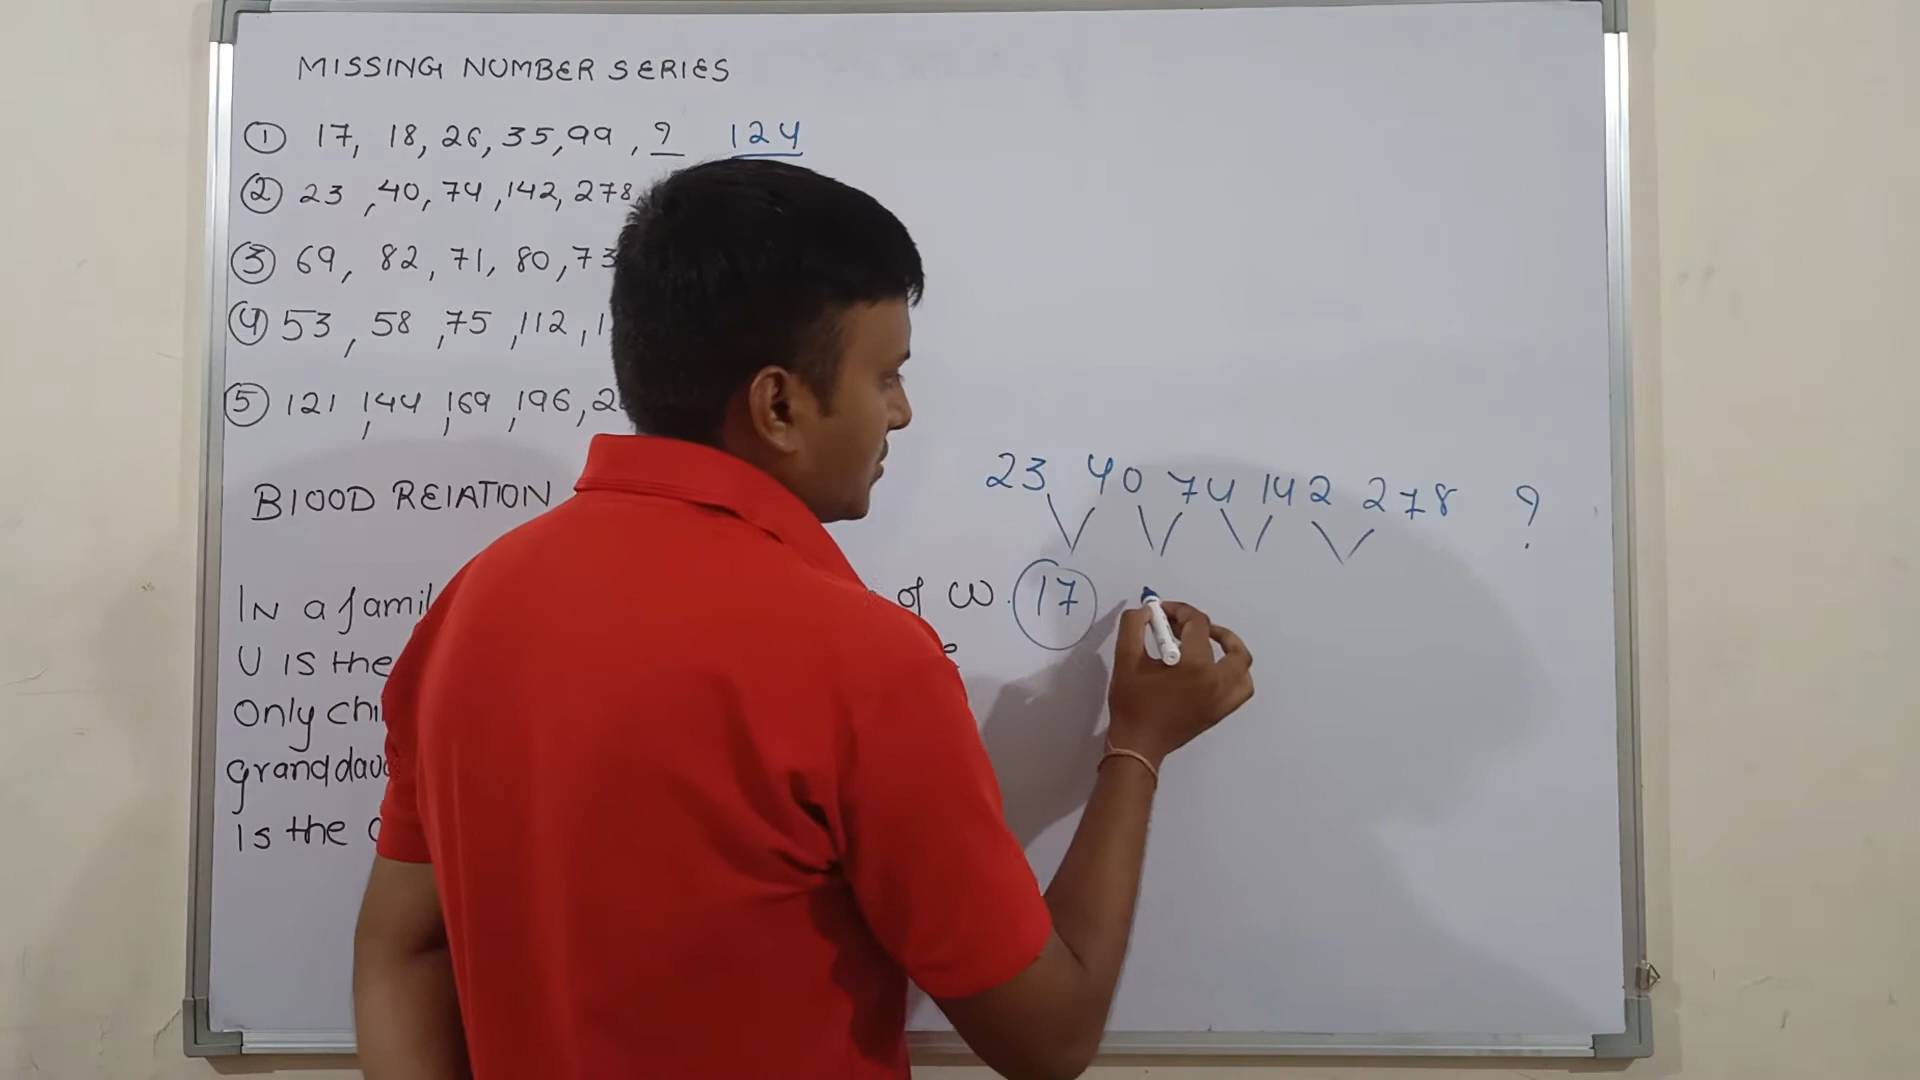 MISSING NUMBER SERIES
① 17, 18, 26, 35, 99, ? 124
② 23, 40, 74, 142, 278
③ 69, 82, 71, 80, 73
④ 53, 58, 75, 112, 1
⑤ 121, 144, 169, 196, 2
23 40 74 142 278 ?
BlOOD RElATION
17
IN a famil of W.
U IS the
Only chi
granddau
Is the